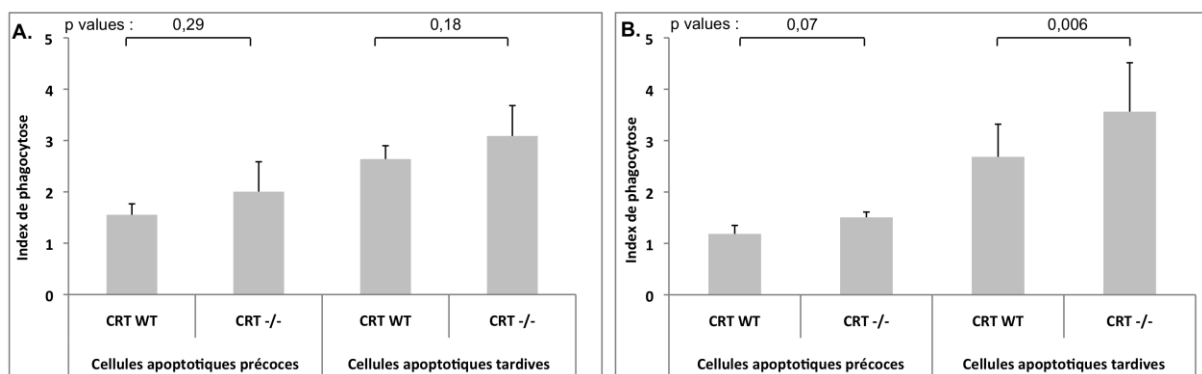 A. p values : 0,29 0,18
5
4
3
2
1
0
Index de phagocytose
CRT WT CRT -/- CRT WT CRT -/-
Cellules apoptotiques précoces Cellules apoptotiques tardives
B. p values : 0,07 0,006
5
4
3
2
1
0
Index de phagocytose
CRT WT CRT -/- CRT WT CRT -/-
Cellules apoptotiques précoces Cellules apoptotiques tardives